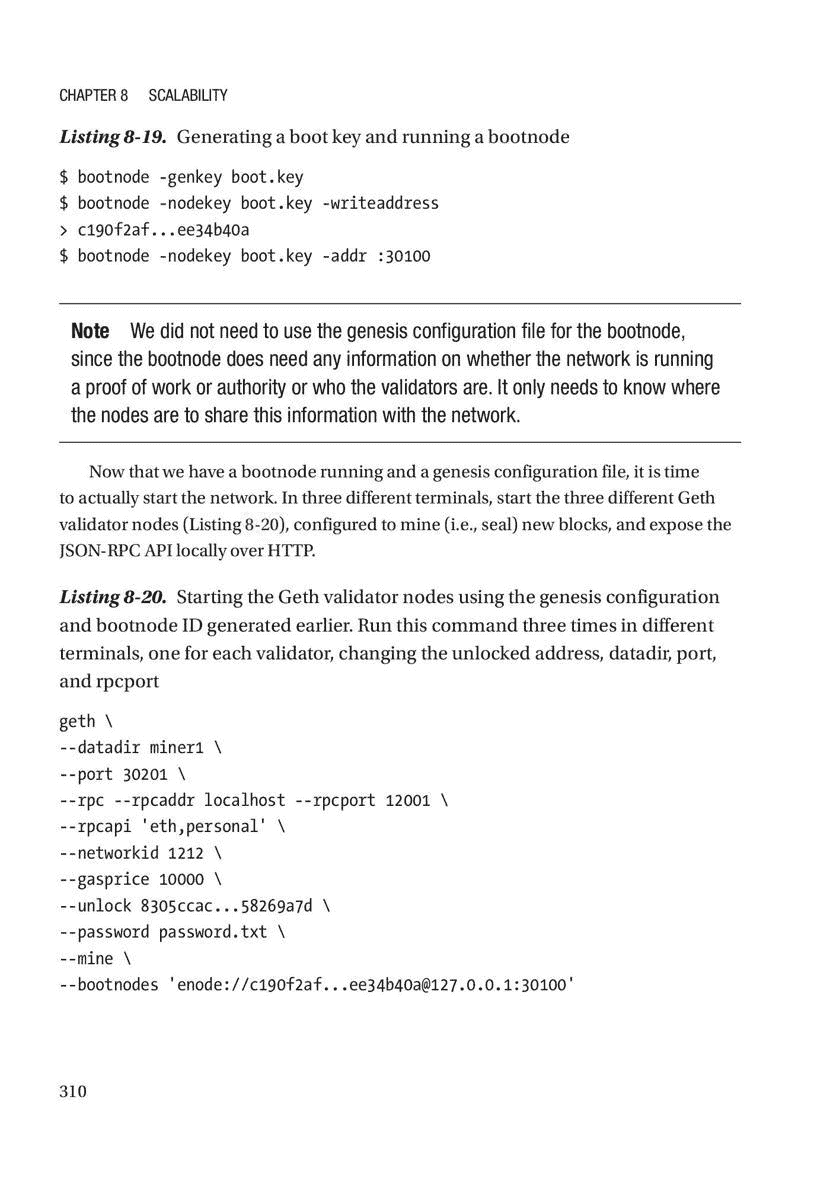 CHAPTER 8 SCALABILITY
Listing 8-19. Generating a boot key and running a bootnode
$ bootnode -genkey boot.key
$ bootnode -nodekey boot.key -writeaddress
> c190f2af...ee34b40a
$ bootnode -nodekey boot.key -addr :30100
Note We did not need to use the genesis configuration file for the bootnode,
since the bootnode does need any information on whether the network is running
a proof of work or authority or who the validators are. It only needs to know where
the nodes are to share this information with the network.
Now that we have a bootnode running and a genesis configuration file, it is time
to actually start the network. In three different terminals, start the three different Geth
validator nodes (Listing 8-20), configured to mine (i.e., seal) new blocks, and expose the
JSON-RPC API locally over HTTP.
Listing 8-20. Starting the Geth validator nodes using the genesis configuration
and bootnode ID generated earlier. Run this command three times in different
terminals, one for each validator, changing the unlocked address, datadir, port,
and rpcport
geth \
--datadir miner1 \
--port 30201 \
--rpc --rpcaddr localhost --rpcport 12001 \
--rpcapi 'eth,personal' \
--networkid 1212 \
--gasprice 10000 \
--unlock 8305ccac...58269a7d \
--password password.txt \
--mine \
--bootnodes 'enode://c190f2af...ee34b40a@127.0.0.1:30100'
310